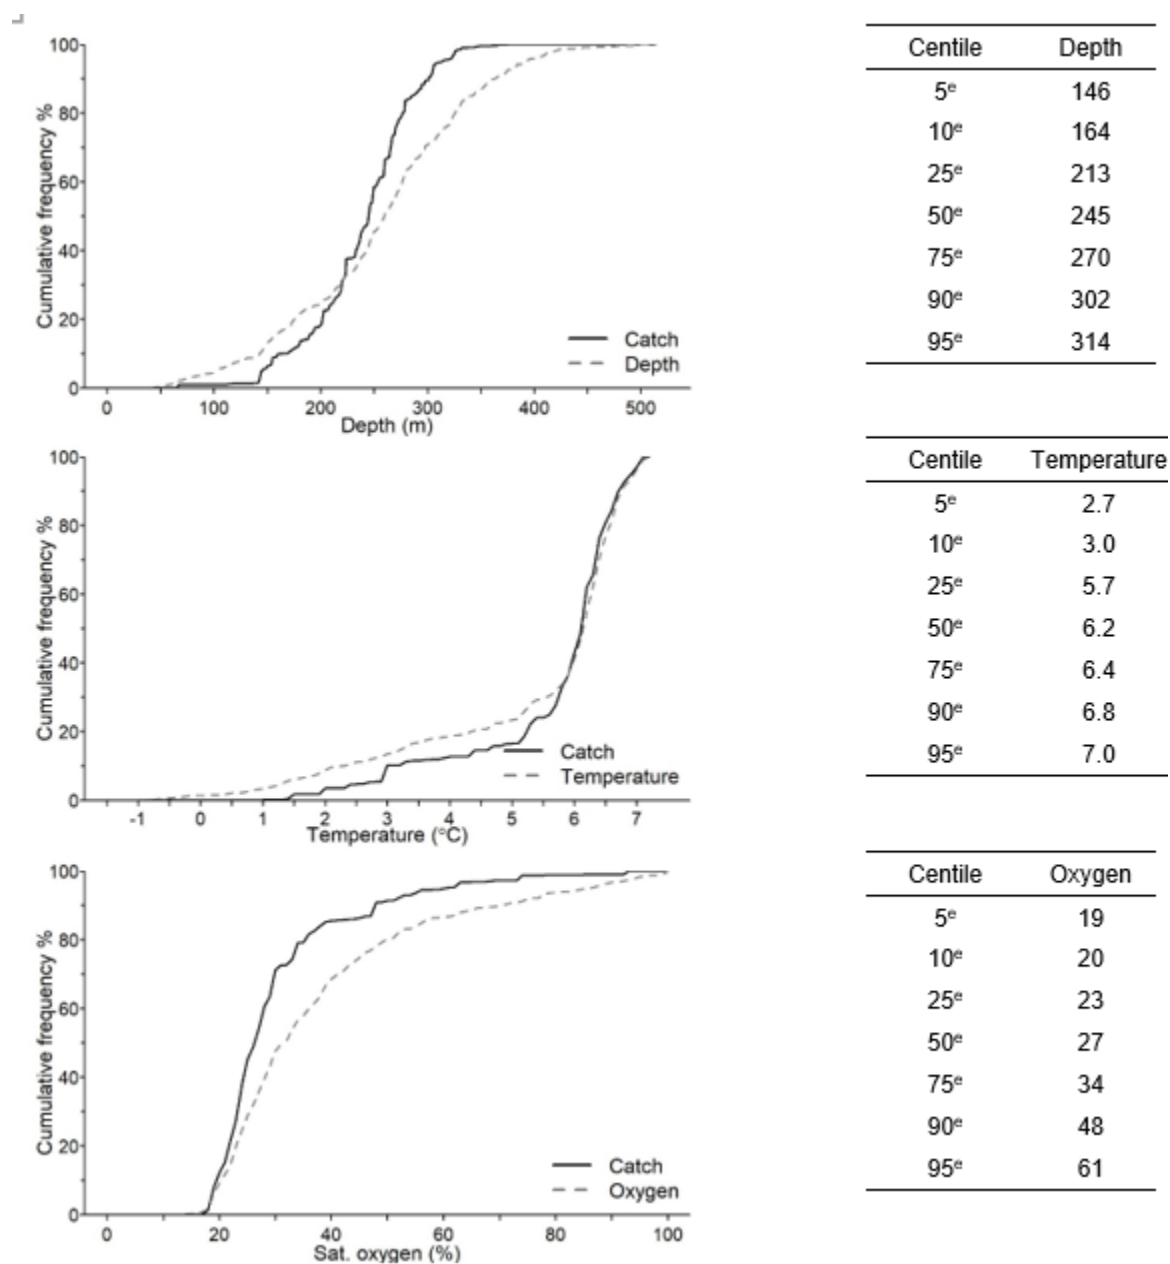 100
80
60
40
20
0
Cumulative frequency %
Catch
Depth
0 100 200 300 400 500
Depth (m)
Centile Depth
5e 146
10e 164
25e 213
50e 245
75e 270
90e 302
95e 314
100
80
60
40
20
0
Cumulative frequency %
Catch
Temperature
-1 0 1 2 3 4 5 6 7
Temperature (°C)
Centile Temperature
5e 2.7
10e 3.0
25e 5.7
50e 6.2
75e 6.4
90e 6.8
95e 7.0
100
80
60
40
20
0
Cumulative frequency %
Catch
Oxygen
0 20 40 60 80 100
Sat. oxygen (%)
Centile Oxygen
5e 19
10e 20
25e 23
50e 27
75e 34
90e 48
95e 61